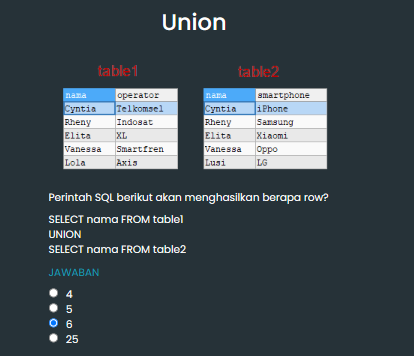 Union
table1 table2
nama operator nama smartphone
Cyntia Telkomsel Cyntia iPhone
Rheny Indosat Rheny Samsung
Elita XL Elita Xiaomi
Vanessa Smartfren Vanessa Oppo
Lola Axis Lusi LG
Perintah SQL berikut akan menghasilkan berapa row?
SELECT nama FROM table1
UNION
SELECT nama FROM table2
JAWABAN
4
5
6
25